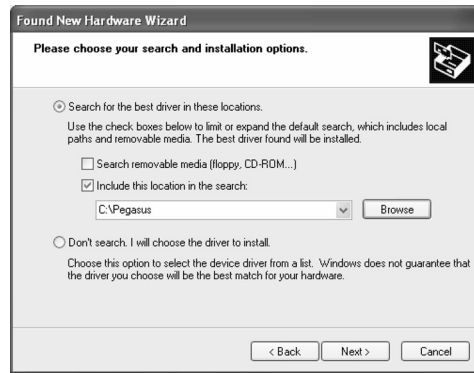 Found New Hardware Wizard
Please choose your search and installation options.
Search for the best driver in these locations.
Use the check boxes below to limit or expand the default search, which includes local
paths and removable media. The best driver found will be installed.
Search removable media (floppy, CD-ROM...)
Include this location in the search:
C:\Pegasus
Browse
Don't search. I will choose the driver to install.
Choose this option to select the device driver from a list. Windows does not guarantee that
the driver you choose will be the best match for your hardware.
< Back
Next >
Cancel